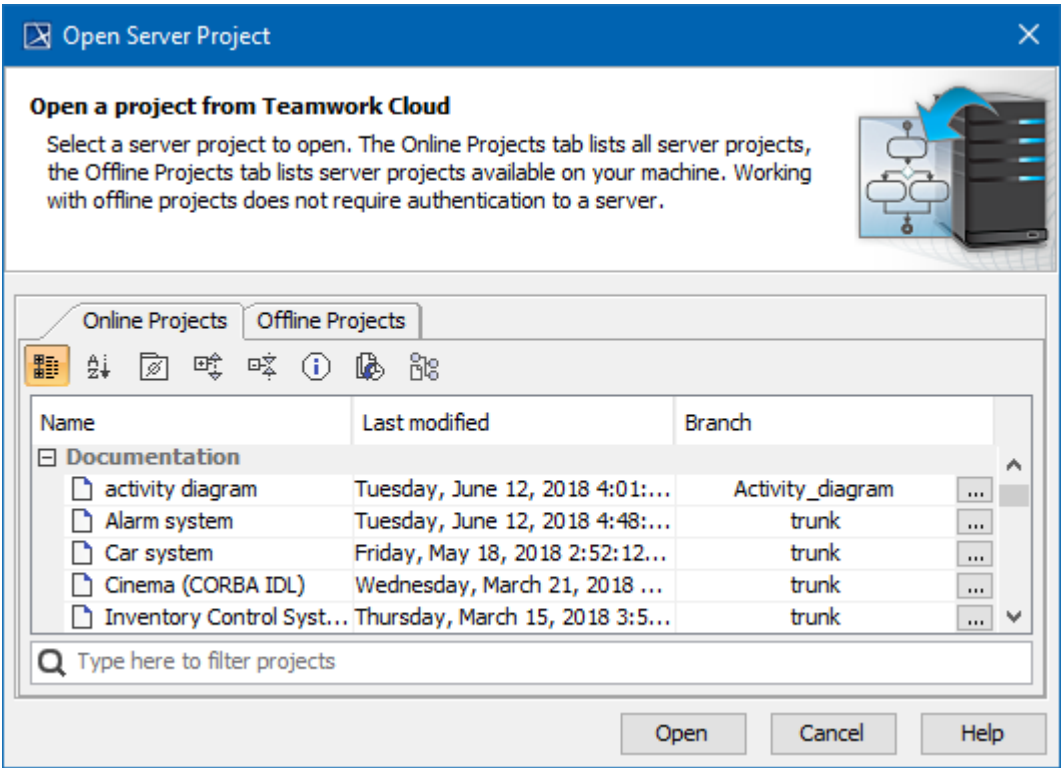 Open Server Project
Open a project from Teamwork Cloud
Select a server project to open. The Online Projects tab lists all server projects,
the Offline Projects tab lists server projects available on your machine. Working
with offline projects does not require authentication to a server.
Online Projects Offline Projects
Name Last modified Branch
Documentation
activity diagram Tuesday, June 12, 2018 4:01:... Activity_diagram ...
Alarm system Tuesday, June 12, 2018 4:48:... trunk ...
Car system Friday, May 18, 2018 2:52:12... trunk ...
Cinema (CORBA IDL) Wednesday, March 21, 2018 ... trunk ...
Inventory Control Syst... Thursday, March 15, 2018 3:5... trunk ...
Type here to filter projects
Open Cancel Help